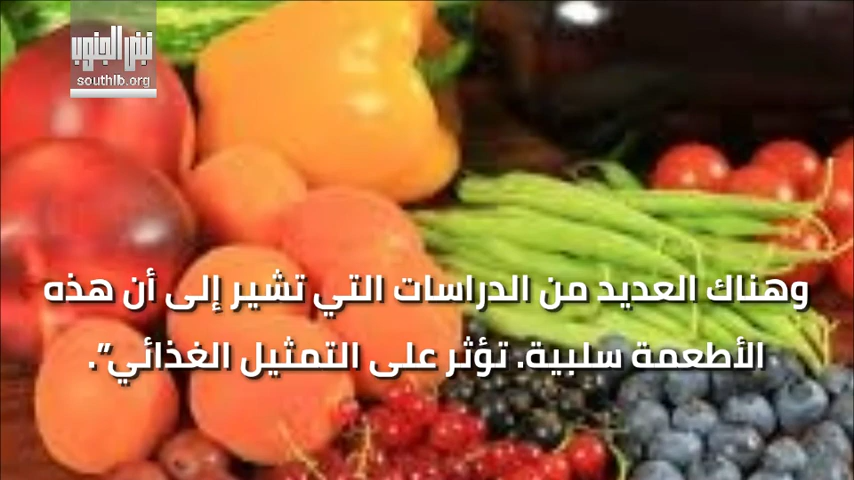 نبض الجنوب
southlb.org
وهناك العديد من الدراسات التي تشير إلى أن هذه
الأطعمة سلبية. تؤثر على التمثيل الغذائي”.